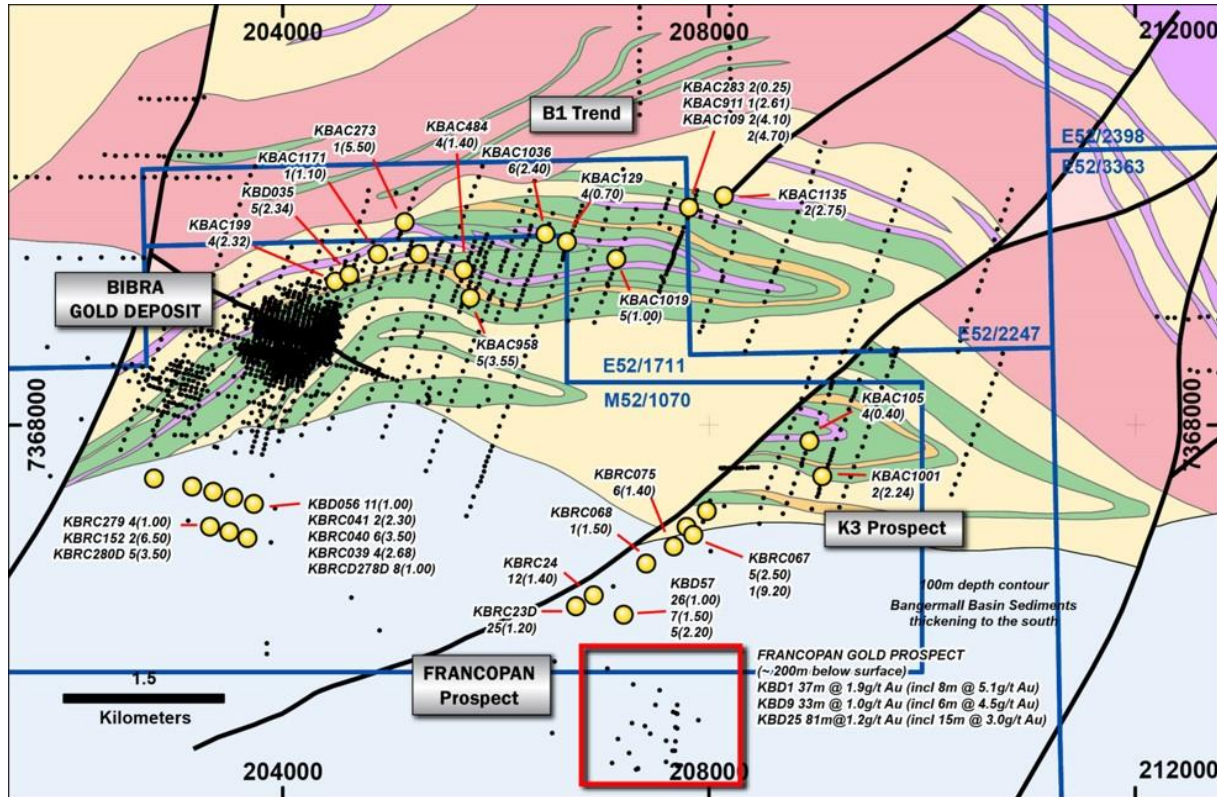 204000
208000
212000
KBAC283 2(0.25)
KBAC911 1(2.61)
KBAC109 2(4.10)
2(4.70)
B1 Trend
KBAC273
1(5.50)
KBAC484
4(1.40)
KBAC1036
6(2.40)
E52/2398
E52/3363
KBAC1171
1(1.10)
KBAC129
4(0.70)
KBD035
5(2.34)
KBAC1135
2(2.75)
KBAC199
4(2.32)
BIBRA
GOLD DEPOSIT
KBAC1019
5(1.00)
KBAC958
5(3.55)
E52/2247
E52/1711
M52/1070
7368000
7368000
KBAC105
4(0.40)
KBAC1001
2(2.24)
KBRC075
6(1.40)
KBRC068
1(1.50)
K3 Prospect
KBRC279 4(1.00)
KBRC152 2(6.50)
KBRC280D 5(3.50)
KBD056 11(1.00)
KBRC041 2(2.30)
KBRC040 6(3.50)
KBRC039 4(2.68)
KBRCD278D 8(1.00)
KBRC067
5(2.50)
1(9.20)
KBRC24
12(1.40)
KBD57
26(1.00)
7(1.50)
5(2.20)
KBRC23D
25(1.20)
100m depth contour
Bangermall Basin Sediments
thickening to the south
FRANCOPAN
Prospect
FRANCOPAN GOLD PROSPECT
(~ 200m below surface)
KBD1 37m @ 1.9g/t Au (incl 8m @ 5.1g/t Au)
KBD9 33m @ 1.0g/t Au (incl 6m @ 4.5g/t Au)
KBD25 81m@1.2g/t Au (incl 15m @ 3.0g/t Au)
1.5
Kilometers
204000
208000
212000